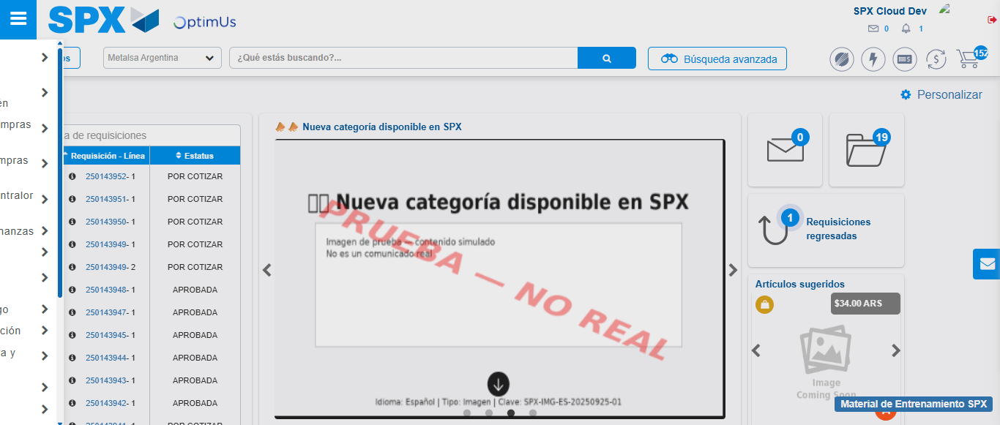 SPX
OptimUs
SPX Cloud Dev
0
1
os
Metalsa Argentina
¿Qué estás buscando?...
Búsqueda avanzada
152
Personalizar
én
mpras
mpras
ntralor
nanzas
go
ción
ra y
a de requisiciones
Requisición - Línea
Estatus
250143952- 1
POR COTIZAR
250143951- 1
POR COTIZAR
250143950- 1
POR COTIZAR
250143949- 1
POR COTIZAR
250143949- 2
POR COTIZAR
250143948- 1
APROBADA
250143947- 1
APROBADA
250143945- 1
APROBADA
250143944- 1
APROBADA
250143943- 1
APROBADA
250143942- 1
APROBADA
250143941- 1
POR COTIZAR
Nueva categoría disponible en SPX
Nueva categoría disponible en SPX
Imagen de prueba — contenido simulado
No es un comunicado real.
PRUEBA — NO REAL
Idioma: Español | Tipo: Imagen | Clave: SPX-IMG-ES-20250925-01
0
19
1
Requisiciones
regresadas
Artículos sugeridos
$34.00 ARS
Image
Coming Soon
Material de Entrenamiento SPX